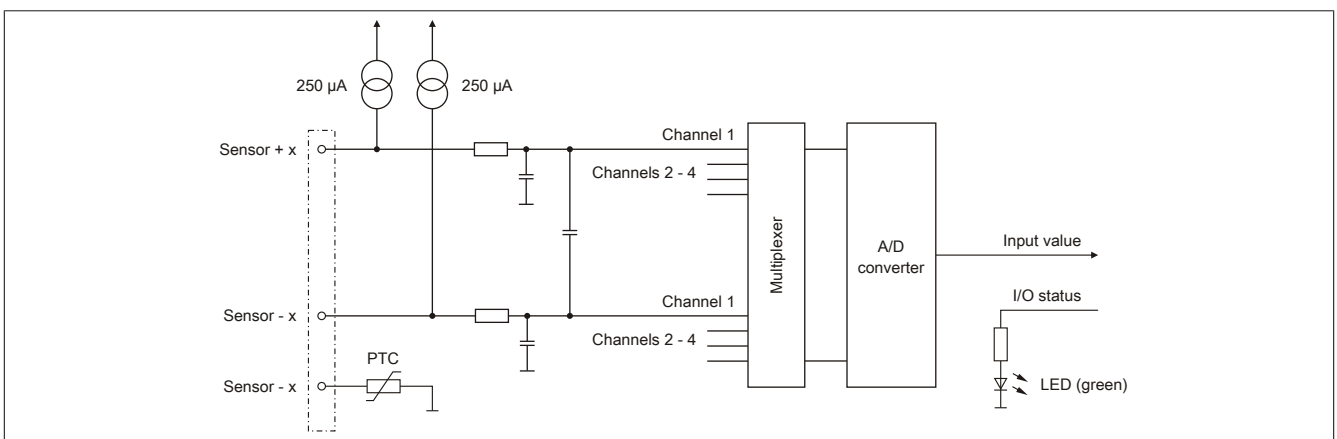 250 µA
250 µA
Sensor + x
Channel 1
Channels 2 - 4
Multiplexer
A/D
converter
Input value
I/O status
Sensor - x
Channel 1
Channels 2 - 4
PTC
Sensor - x
LED (green)